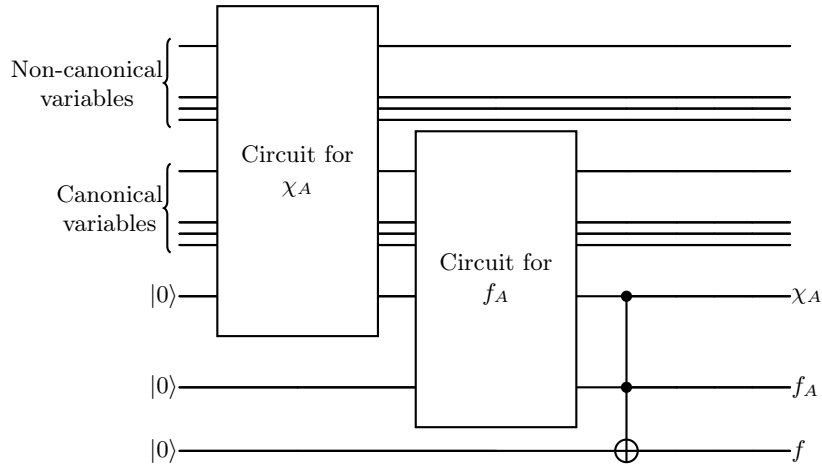 Non-canonical
variables
Circuit for
χ_A
Canonical
variables
Circuit for
f_A
|0⟩
χ_A
|0⟩
f_A
|0⟩
f